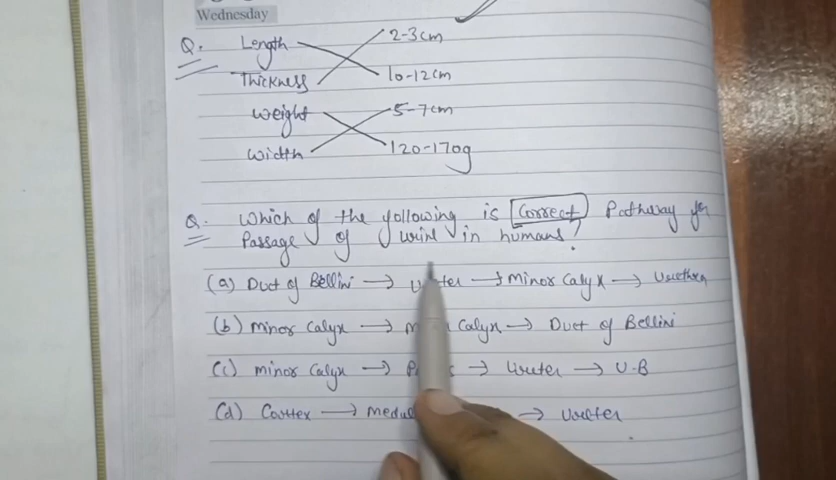 Wednesday
Q. Length 2-3cm
Thickness 10-12cm
weight 5-7cm
width 120-170g
Q. Which of the following is Correct Pathway for
Passage of urine in humans?
(a) Duct of Bellini → → Minor Calyx → Urethra
(b) Minor Calyx → Calyx → Duct of Bellini
(c) Minor Calyx → → Ureter → U.B
(d) Cortex → → Ureter